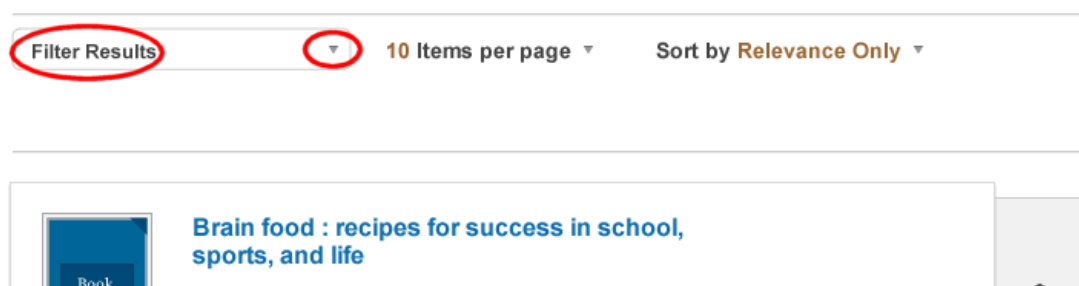 Filter Results 10 Items per page Sort by Relevance Only
Brain food : recipes for success in school,
sports, and life
Book